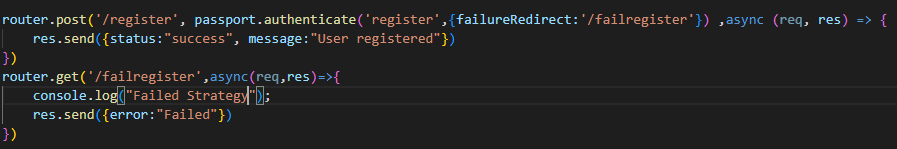 router.post('/register', passport.authenticate('register',{failureRedirect:'/failregister'}) ,async (req, res) => {
    res.send({status:"success", message:"User registered"})
})
router.get('/failregister',async(req,res)=>{
    console.log("Failed Strategy");
    res.send({error:"Failed"})
})